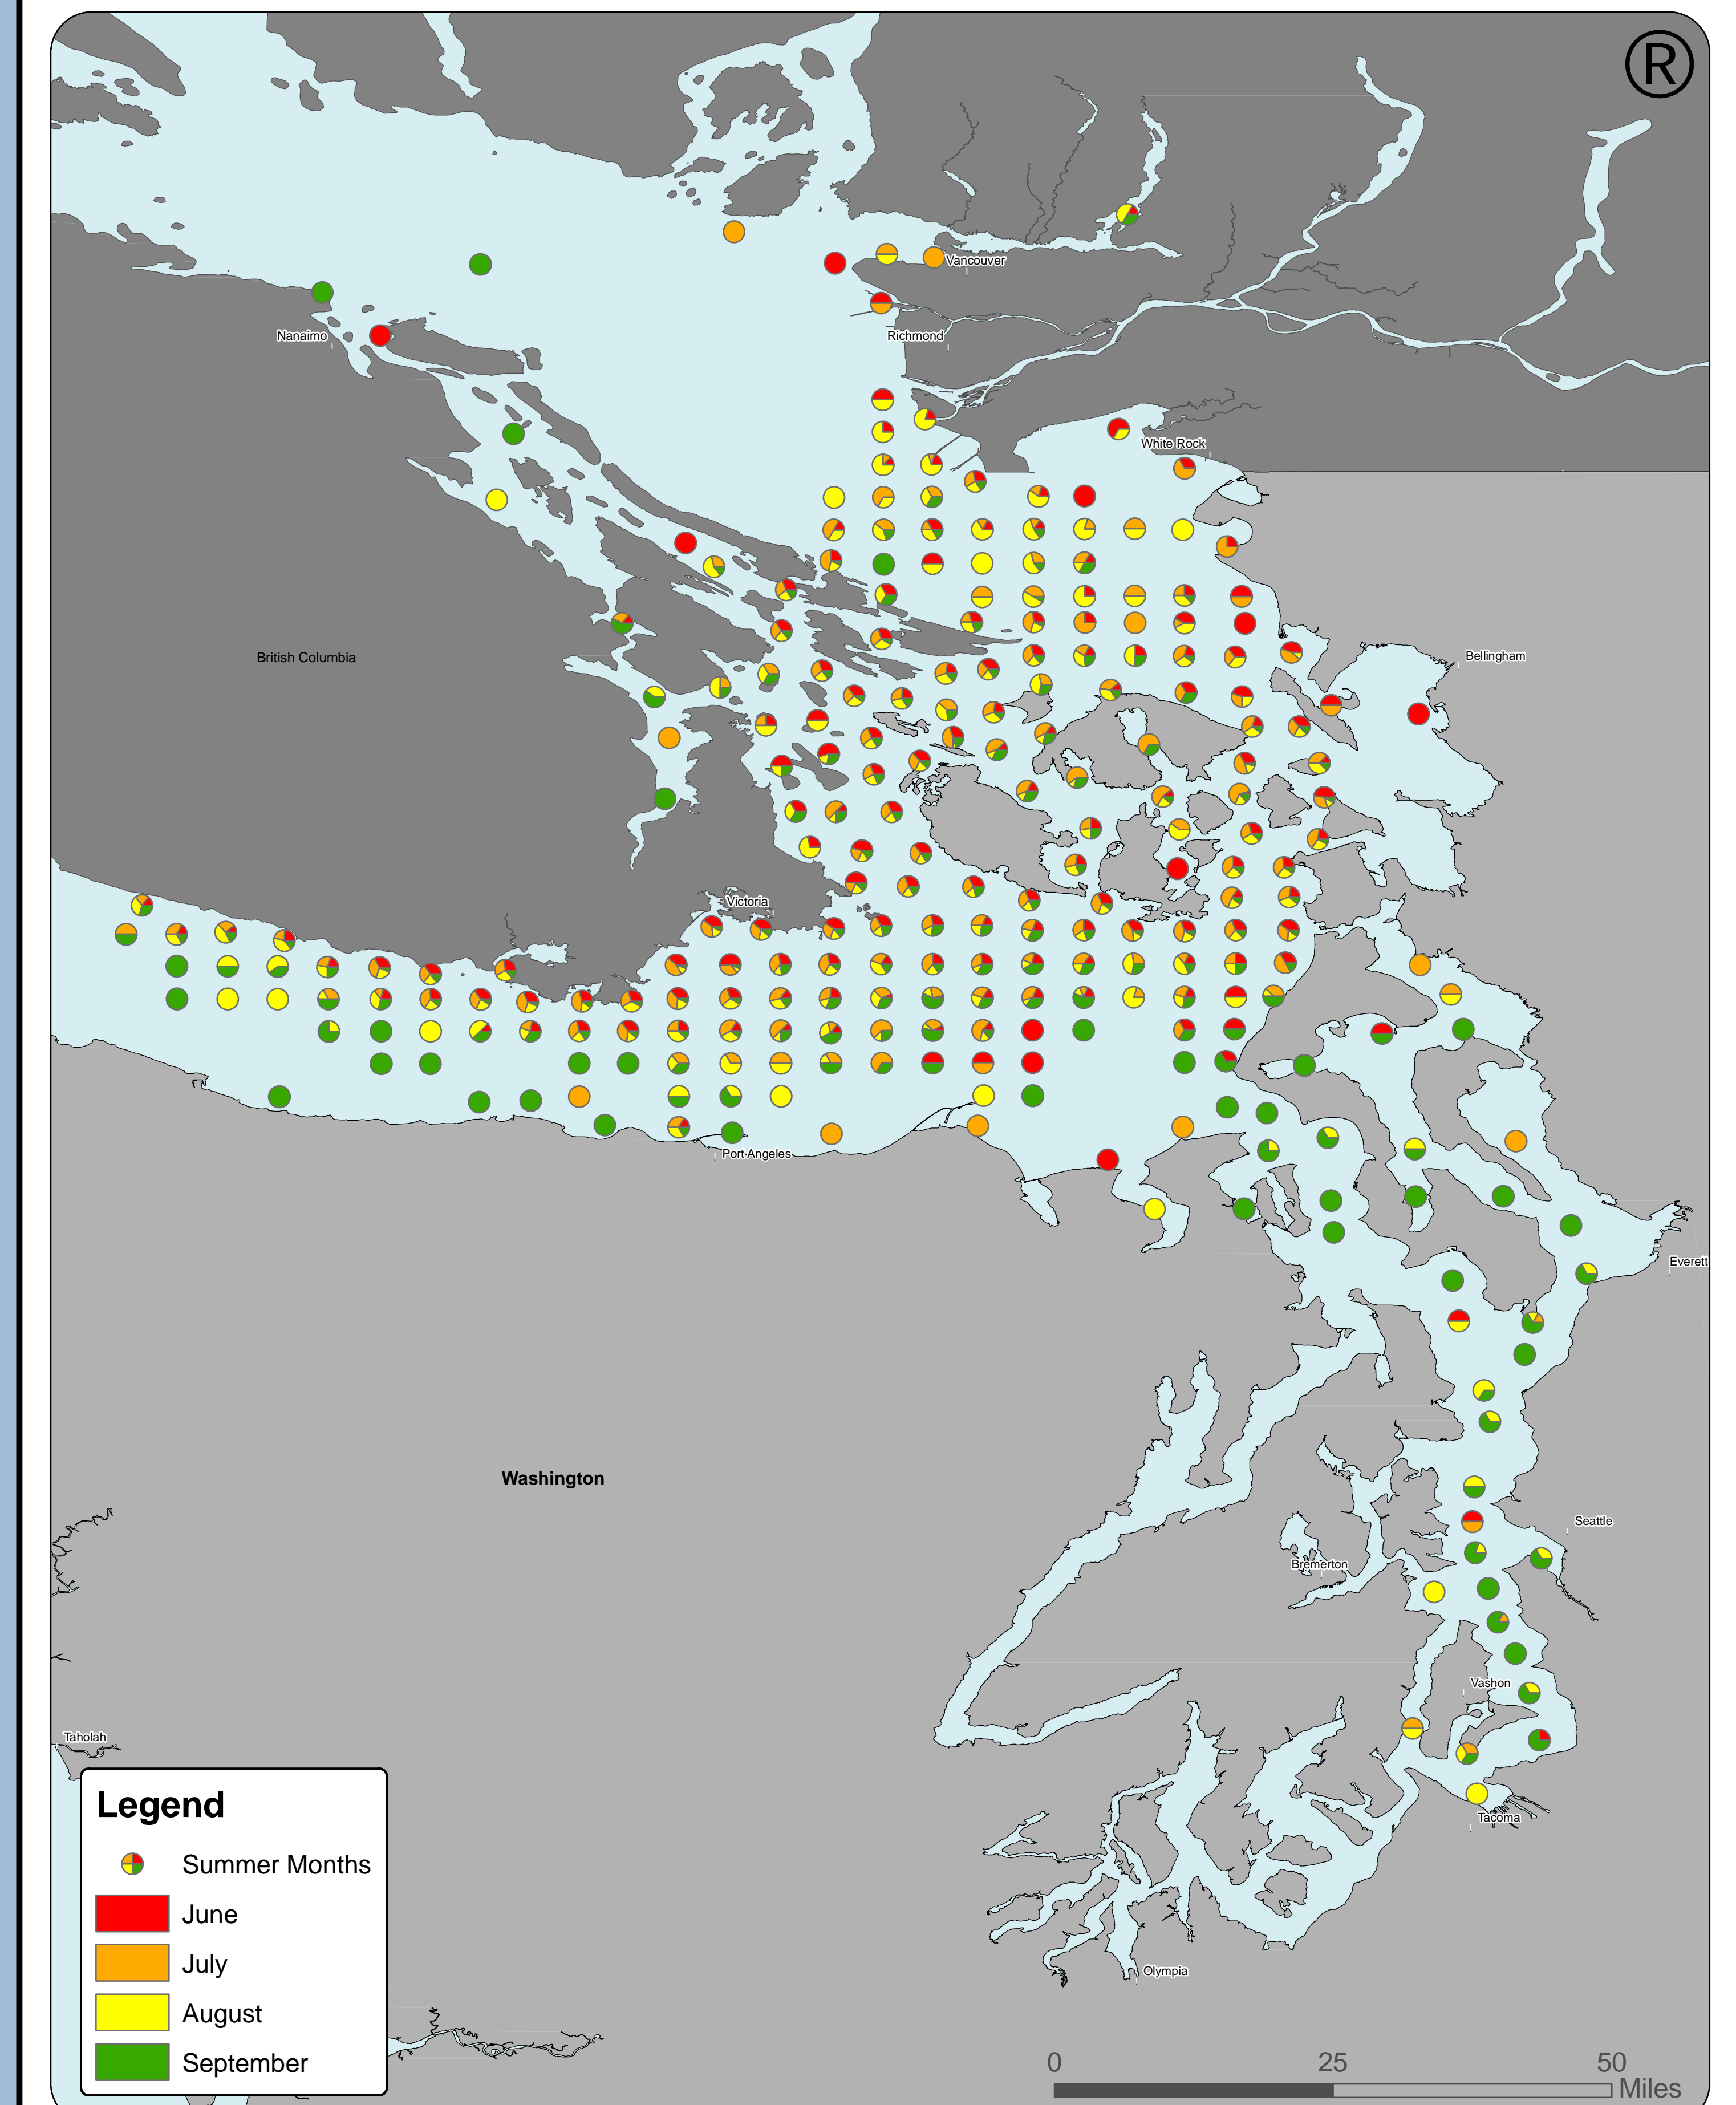 ®
Vancouver
Nanaimo
Richmond
White Rock
British Columbia
Bellingham
Victoria
Port Angeles
Everett
Washington
Seattle
Bremerton
Vashon
Taholah
Tacoma
Olympia
Legend
Summer Months
June
July
August
September
0 25 50
Miles